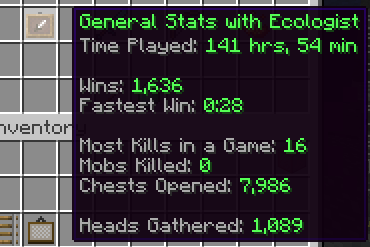 General Stats with Ecologist
Time Played: 141 hrs, 54 min
Wins: 1,636
Fastest Win: 0:28
nventor
Most Kills in a Game: 16
Mobs Killed: 0
Chests Opened: 7,986
Heads Gathered: 1,089